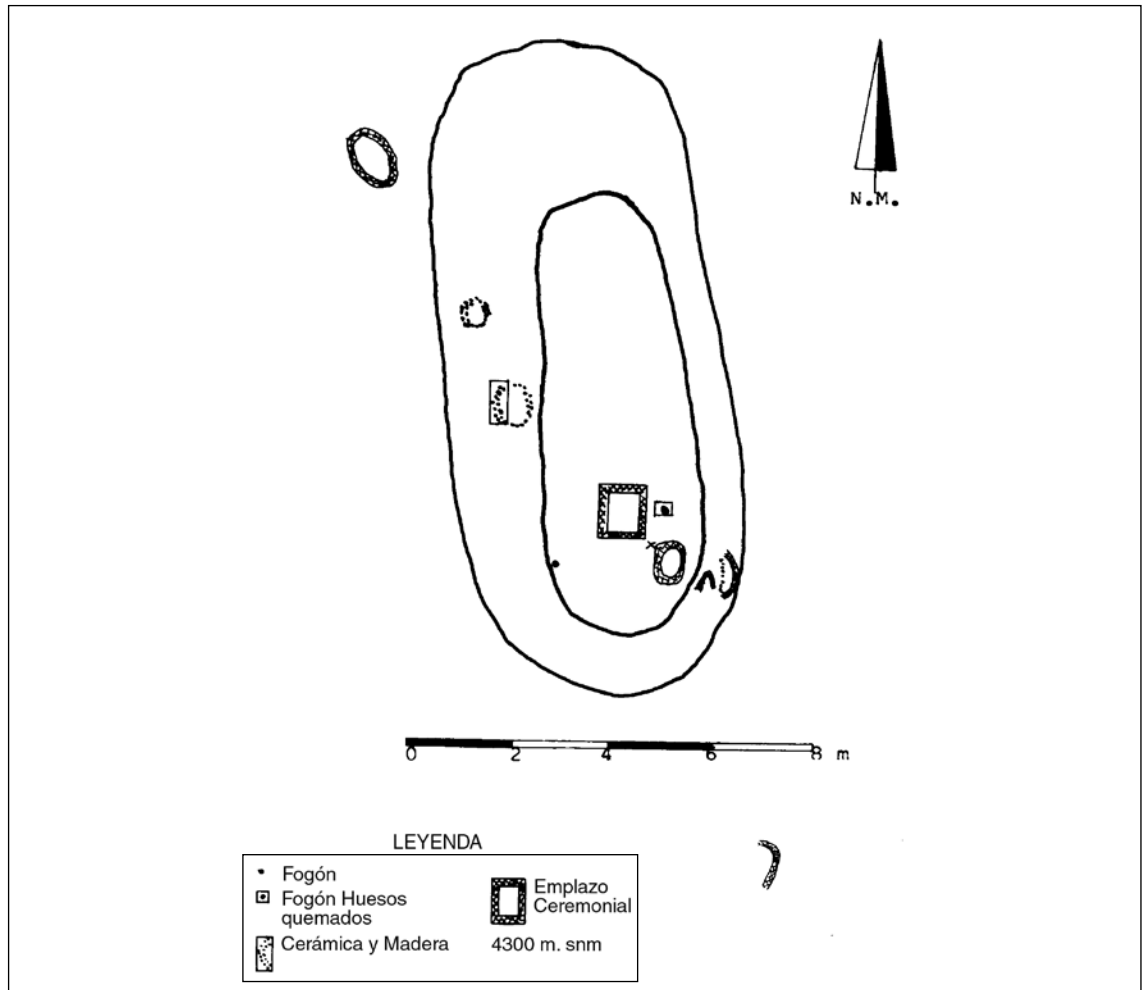 N.M.
0 2 4 6 8 m
LEYENDA
Fogón
Fogón Huesos
quemados
Cerámica y Madera
Emplazo
Ceremonial
4300 m. snm